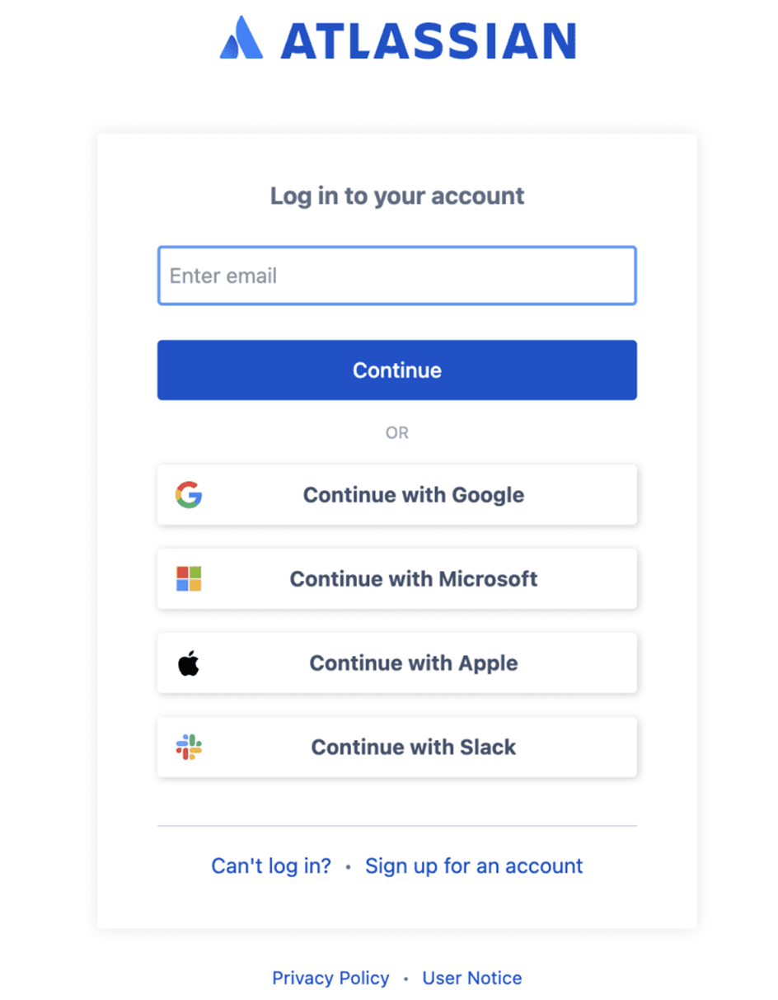 ATLASSIAN
Log in to your account
Enter email
Continue
OR
Continue with Google
Continue with Microsoft
Continue with Apple
Continue with Slack
Can't log in? • Sign up for an account
Privacy Policy • User Notice